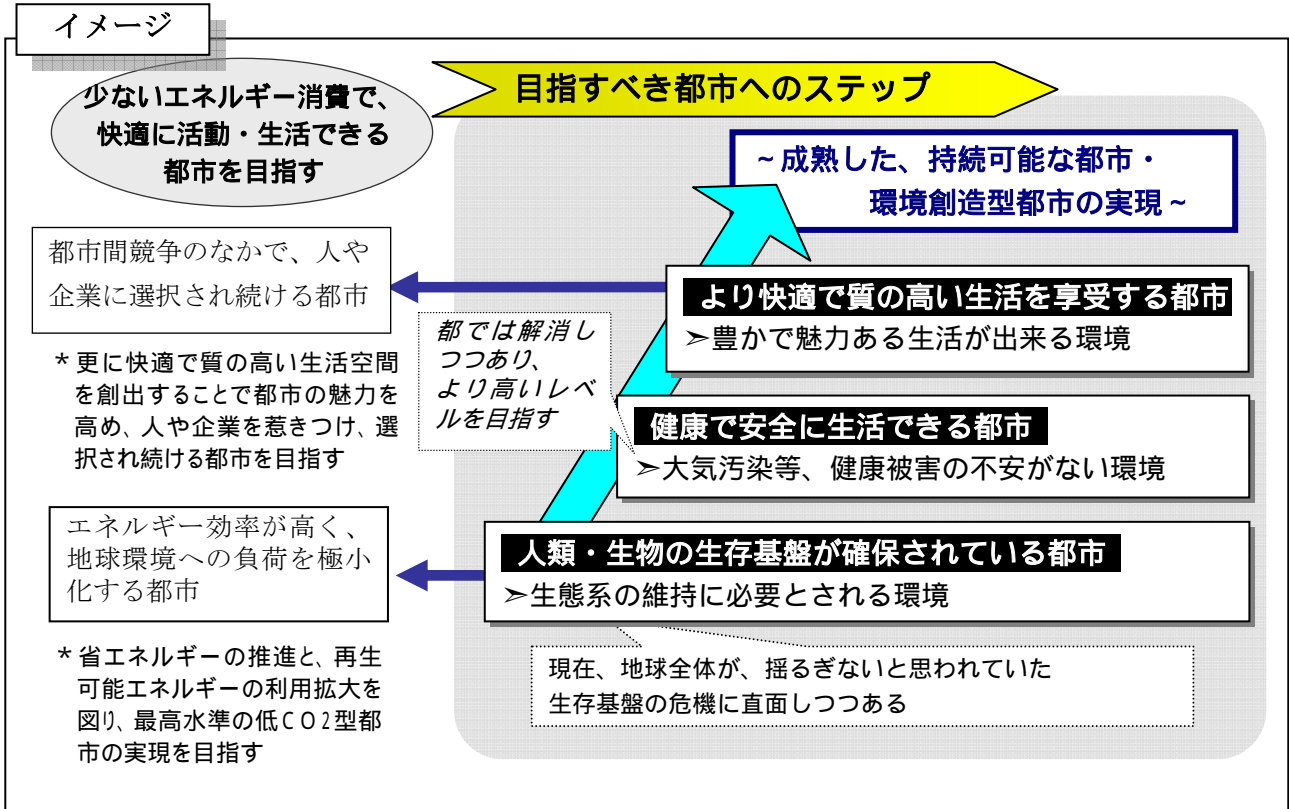 イメージ
少ないエネルギー消費で、
快適に活動・生活できる
都市を目指す
目指すべき都市へのステップ
~成熟した、持続可能な都市・
環境創造型都市の実現~
都市間競争のなかで、人や
企業に選択され続ける都市
*更に快適で質の高い生活空間
を創出することで都市の魅力を
高め、人や企業を惹きつけ、選
択され続ける都市を目指す
より快適で質の高い生活を享受する都市
➣豊かで魅力ある生活が出来る環境
都では解消し
つつあり、
より高いレベ
ルを目指す
健康で安全に生活できる都市
➣大気汚染等、健康被害の不安がない環境
エネルギー効率が高く、
地球環境への負荷を極小
化する都市
*省エネルギーの推進と、再生
可能エネルギーの利用拡大を
図り、最高水準の低CO2型都
市の実現を目指す
人類・生物の生存基盤が確保されている都市
➣生態系の維持に必要とされる環境
現在、地球全体が、揺るぎないと思われていた
生存基盤の危機に直面しつつある